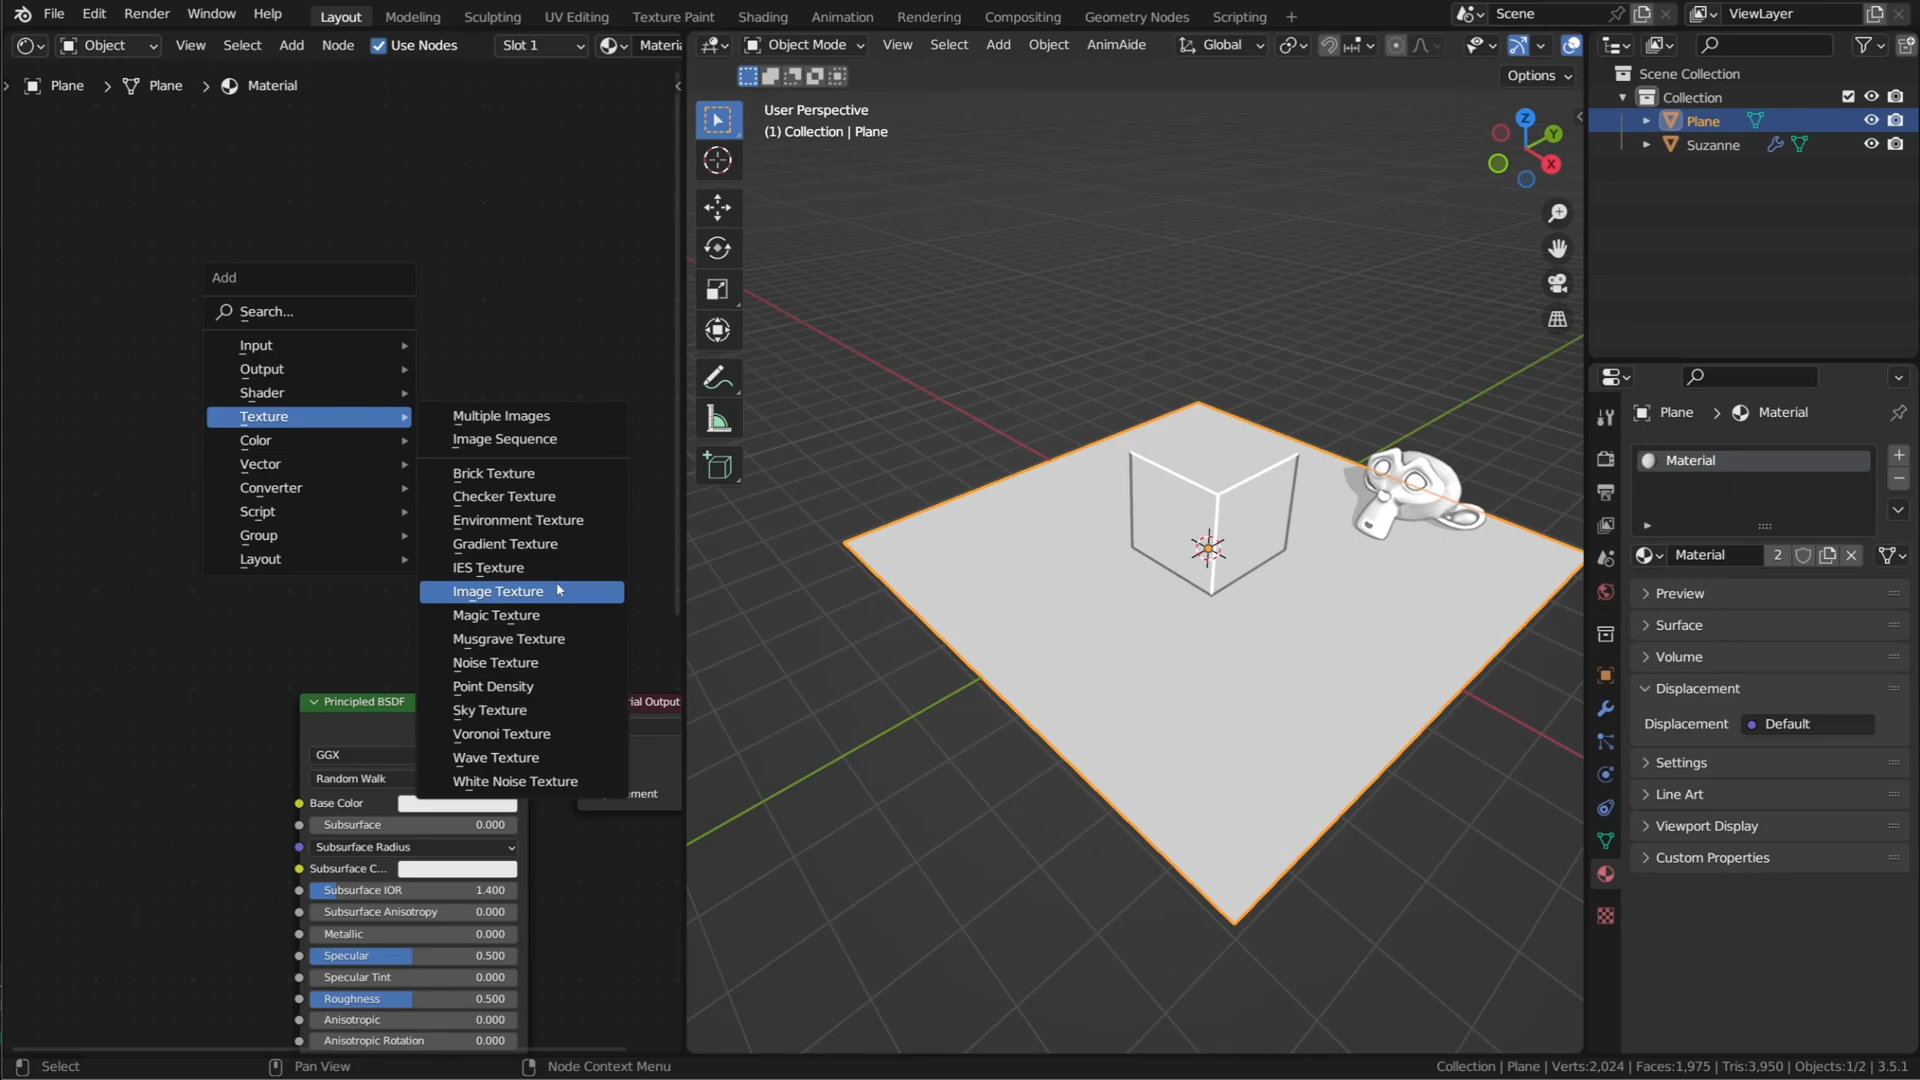 File Edit Render Window Help Layout Modeling Sculpting UV Editing Texture Paint Shading Animation Rendering Compositing Geometry Nodes Scripting + Scene ViewLayer
Object View Select Add Node Use Nodes Slot 1 Materi
Object Mode View Select Add Object AnimAide Global
Options
Plane Plane Material
User Perspective
(1) Collection | Plane
Z
Y
X
Add
Search...
Input
Output
Shader
Texture
Color
Vector
Converter
Script
Group
Layout
Multiple Images
Image Sequence
Brick Texture
Checker Texture
Environment Texture
Gradient Texture
IES Texture
Image Texture
Magic Texture
Musgrave Texture
Noise Texture
Point Density
Sky Texture
Voronoi Texture
Wave Texture
White Noise Texture
Principled BSDF
GGX
Random Walk
Base Color
Subsurface 0.000
Subsurface Radius
Subsurface C...
Subsurface IOR 1.400
Subsurface Anisotropy 0.000
Metallic 0.000
Specular 0.500
Specular Tint 0.000
Roughness 0.500
Anisotropic 0.000
Anisotropic Rotation 0.000
rial Output
ement
Scene Collection
Collection
Plane
Suzanne
Plane Material
Material
Material 2
Preview
Surface
Volume
Displacement
Displacement Default
Settings
Line Art
Viewport Display
Custom Properties
Select Pan View Node Context Menu Collection | Plane | Verts:2,024 | Faces:1,975 | Tris:3,950 | Objects:1/2 | 3.5.1